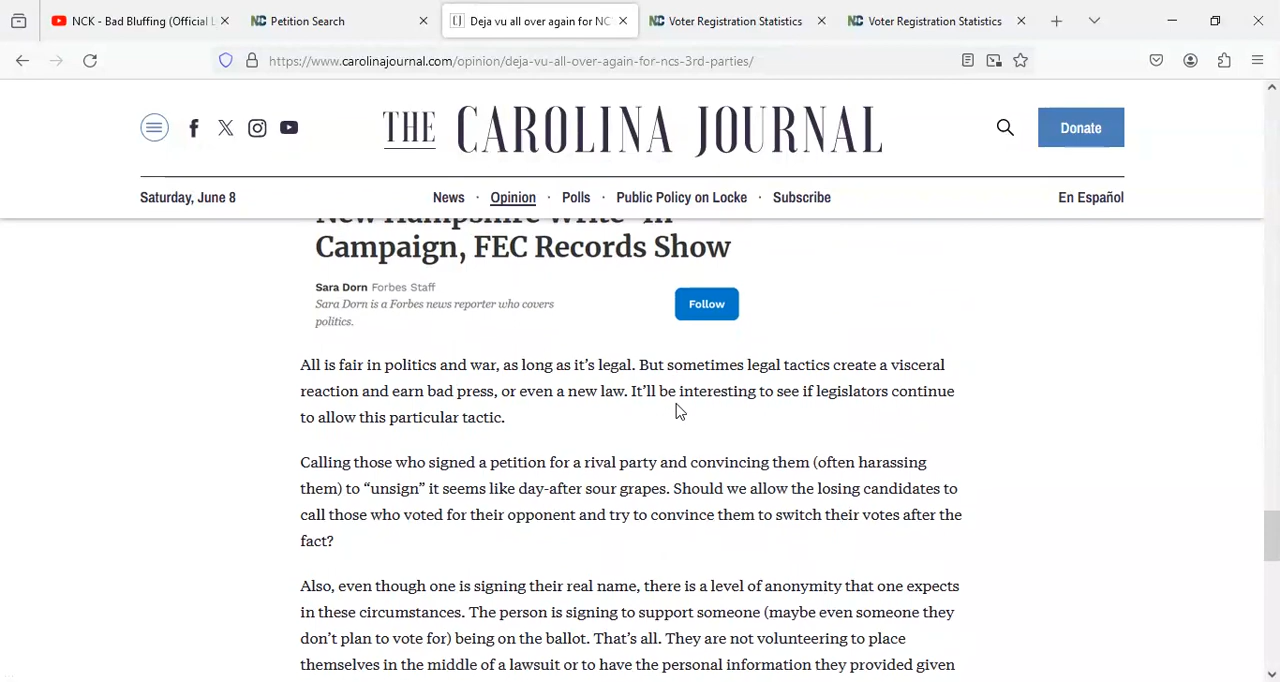 NCK - Bad Bluffing (Official L
Petition Search
Deja vu all over again for NC
Voter Registration Statistics
Voter Registration Statistics
https://www.carolinajournal.com/opinion/deja-vu-all-over-again-for-ncs-3rd-parties/
THE CAROLINA JOURNAL
Donate
Saturday, June 8
News · Opinion · Polls · Public Policy on Locke · Subscribe
En Español
New Hampshire Write-In
Campaign, FEC Records Show
Sara Dorn Forbes Staff
Sara Dorn is a Forbes news reporter who covers
politics.
Follow
All is fair in politics and war, as long as it’s legal. But sometimes legal tactics create a visceral
reaction and earn bad press, or even a new law. It’ll be interesting to see if legislators continue
to allow this particular tactic.
Calling those who signed a petition for a rival party and convincing them (often harassing
them) to “unsign” it seems like day-after sour grapes. Should we allow the losing candidates to
call those who voted for their opponent and try to convince them to switch their votes after the
fact?
Also, even though one is signing their real name, there is a level of anonymity that one expects
in these circumstances. The person is signing to support someone (maybe even someone they
don’t plan to vote for) being on the ballot. That’s all. They are not volunteering to place
themselves in the middle of a lawsuit or to have the personal information they provided given